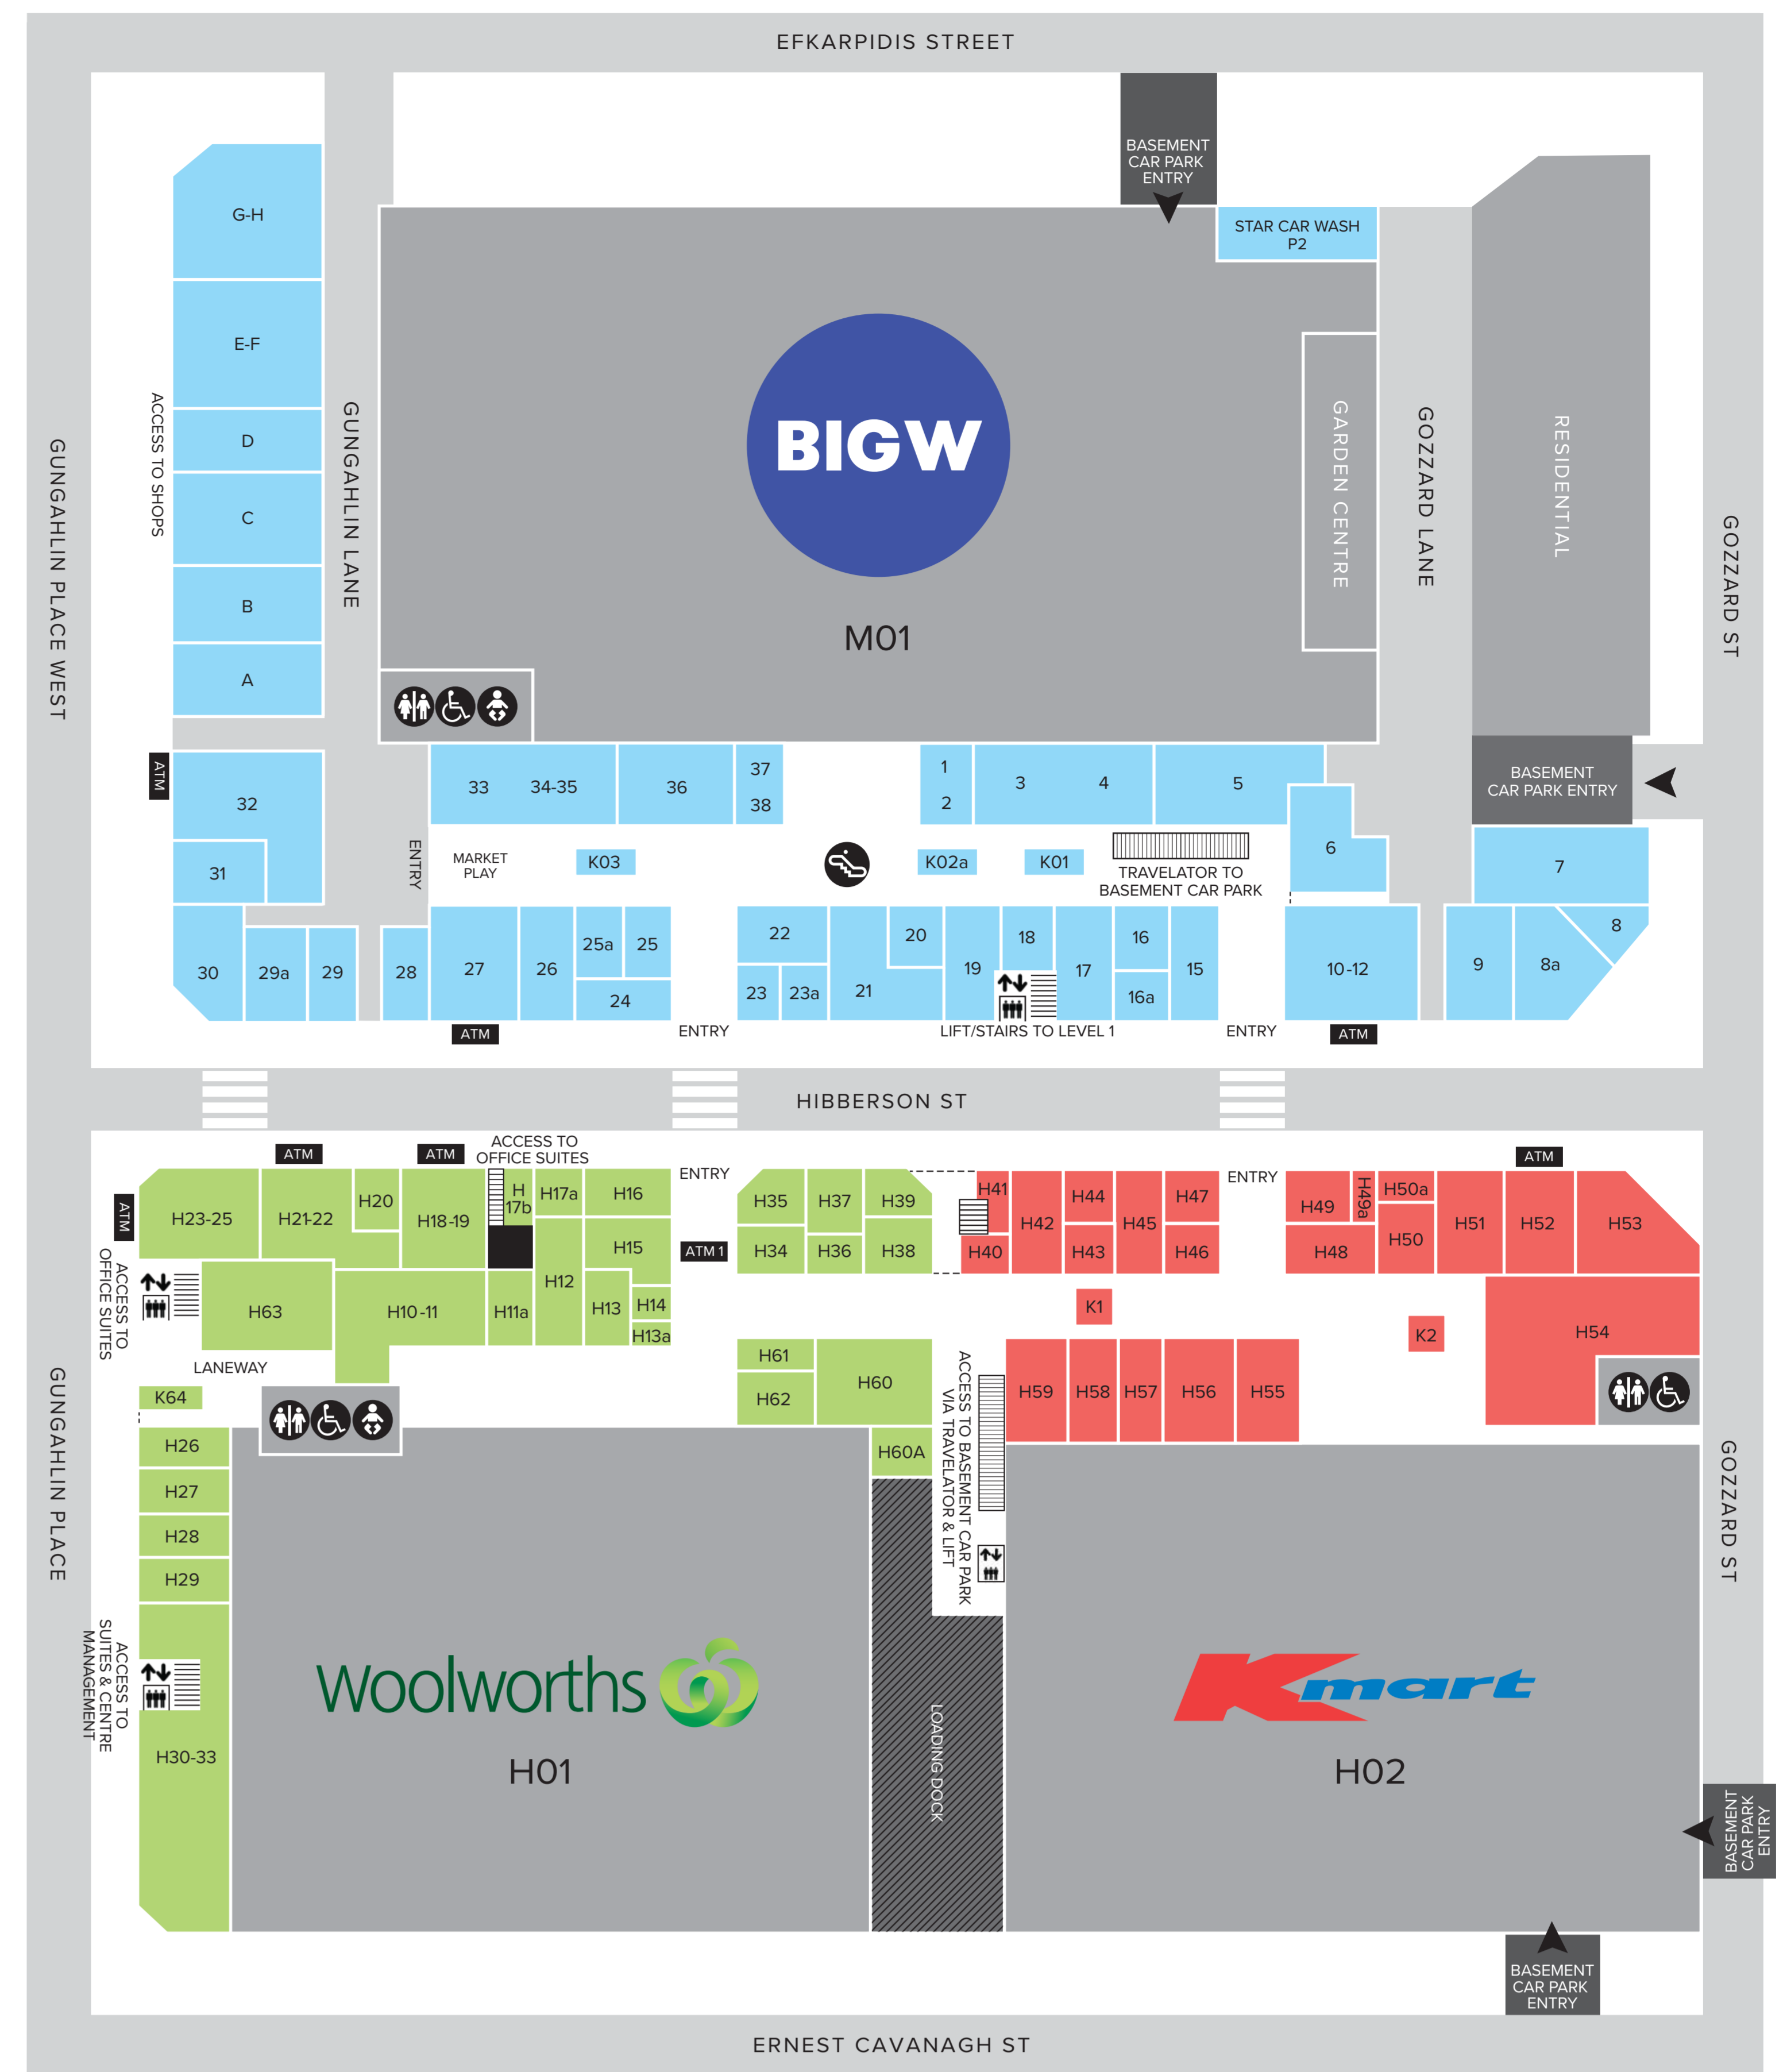 EFKARPIDIS STREET
BASEMENT
CAR PARK
ENTRY
STAR CAR WASH
P2
G-H
E-F
D
C
B
A
ACCESS TO SHOPS
GUNGAHLIN PLACE WEST
GUNGAHLIN LANE
BIGW
M01
GARDEN CENTRE
GOZZARD LANE
RESIDENTIAL
GOZZARD ST
BASEMENT
CAR PARK ENTRY
ATM
32
31
33
34-35
36
37
38
1
2
3
4
5
6
7
ENTRY
MARKET
PLAY
K03
K02a
K01
TRAVELATOR TO
BASEMENT CAR PARK
30
29a
29
28
27
26
25a
25
24
22
23
23a
21
20
19
18
17
16
16a
15
10-12
9
8a
8
ATM
ENTRY
LIFT/STAIRS TO LEVEL 1
ENTRY
ATM
HIBBERSON ST
ATM
ATM
ACCESS TO
OFFICE SUITES
ENTRY
ENTRY
ATM
ATM
H23-25
H21-22
H20
H18-19
H
17b
H17a
H16
H15
H12
H13
H14
H13a
H11a
H10-11
H63
ATM 1
H35
H37
H39
H34
H36
H38
H41
H40
H42
H44
H43
H45
H47
H46
H49
H49a
H50a
H48
H50
H51
H52
H53
H54
ACCESS TO
OFFICE SUITES
LANEWAY
K64
K1
K2
H61
H62
H60
H60A
H59
H58
H57
H56
H55
ACCESS TO BASEMENT CAR PARK
VIA TRAVELATOR & LIFT
GUNGAHLIN PLACE
H26
H27
H28
H29
H30-33
ACCESS TO
SUITES & CENTRE
MANAGEMENT
Woolworths
H01
LOADING DOCK
Kmart
H02
GOZZARD ST
BASEMENT
CAR PARK
ENTRY
BASEMENT
CAR PARK
ENTRY
ERNEST CAVANAGH ST